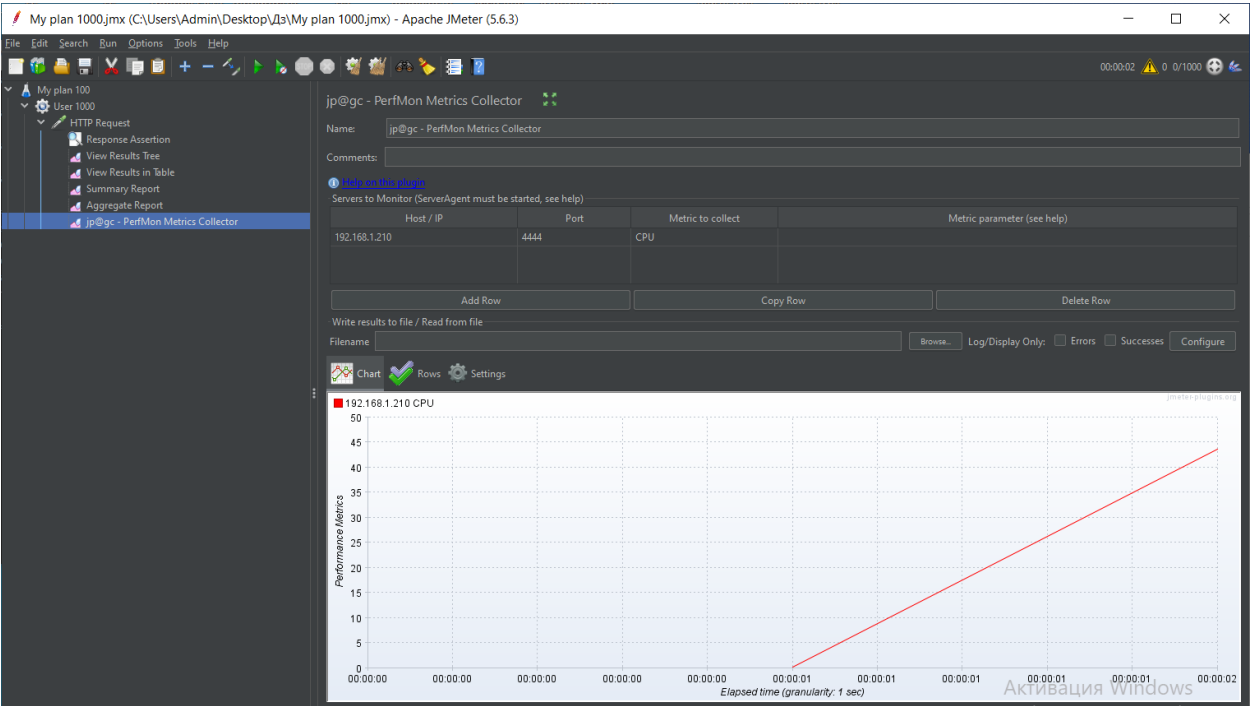 My plan 1000.jmx (C:\Users\Admin\Desktop\Дз\My plan 1000.jmx) - Apache JMeter (5.6.3)
File Edit Search Run Options Tools Help
00:00:02 0 0/1000
My plan 100
User 1000
HTTP Request
Response Assertion
View Results Tree
View Results in Table
Summary Report
Aggregate Report
jp@gc - PerfMon Metrics Collector
jp@gc - PerfMon Metrics Collector
Name: jp@gc - PerfMon Metrics Collector
Comments:
Help on this plugin
Servers to Monitor (ServerAgent must be started, see help)
Host / IP Port Metric to collect Metric parameter (see help)
192.168.1.210 4444 CPU
Add Row Copy Row Delete Row
Write results to file / Read from file
Filename Browse... Log/Display Only: Errors Successes Configure
Chart Rows Settings
192.168.1.210 CPU
jmeter-plugins.org
50
45
40
35
30
25
20
15
10
5
0
Performance Metrics
00:00:00 00:00:00 00:00:00 00:00:00 00:00:00 00:00:01 00:00:01 00:00:01 00:00:01 00:00:01 00:00:02
Elapsed time (granularity: 1 sec)
Активация Windows